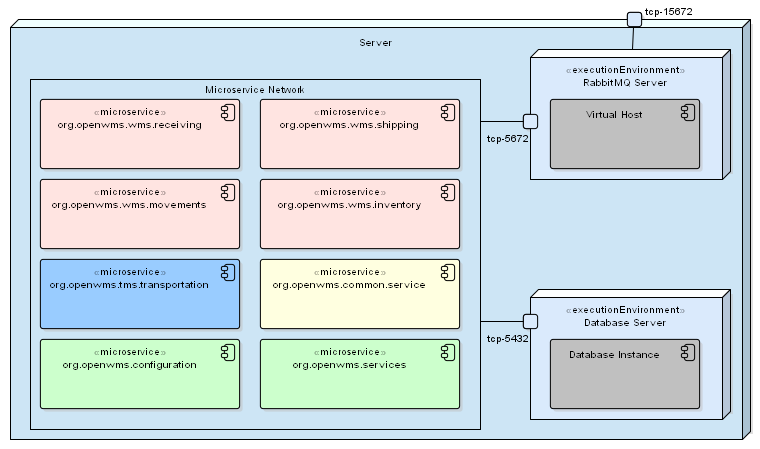 tcp-15672
Server
«executionEnvironment»
RabbitMQ Server
Virtual Host
tcp-5672
Microservice Network
«microservice»
org.openwms.wms.receiving
«microservice»
org.openwms.wms.shipping
«microservice»
org.openwms.wms.movements
«microservice»
org.openwms.wms.inventory
«microservice»
org.openwms.tms.transportation
«microservice»
org.openwms.common.service
«microservice»
org.openwms.configuration
«microservice»
org.openwms.services
«executionEnvironment»
Database Server
tcp-5432
Database Instance